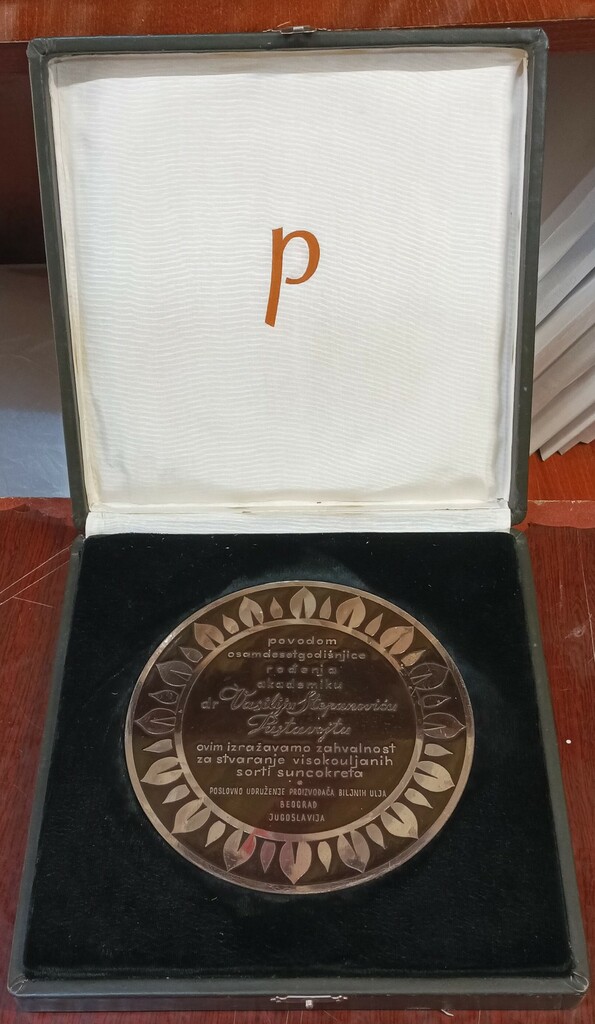 p
povodom
osamdesetgodišnjice
rođenja
akademiku
dr Vasiliju Stepanoviču
Pustavojtu
ovim izražavamo zahvalnost
za stvaranje visokouljanih
sorti suncokreta
POSLOVNO UDRUŽENJE PROIZVOĐAČA BILJNIH ULJA
BEOGRAD
JUGOSLAVIJA